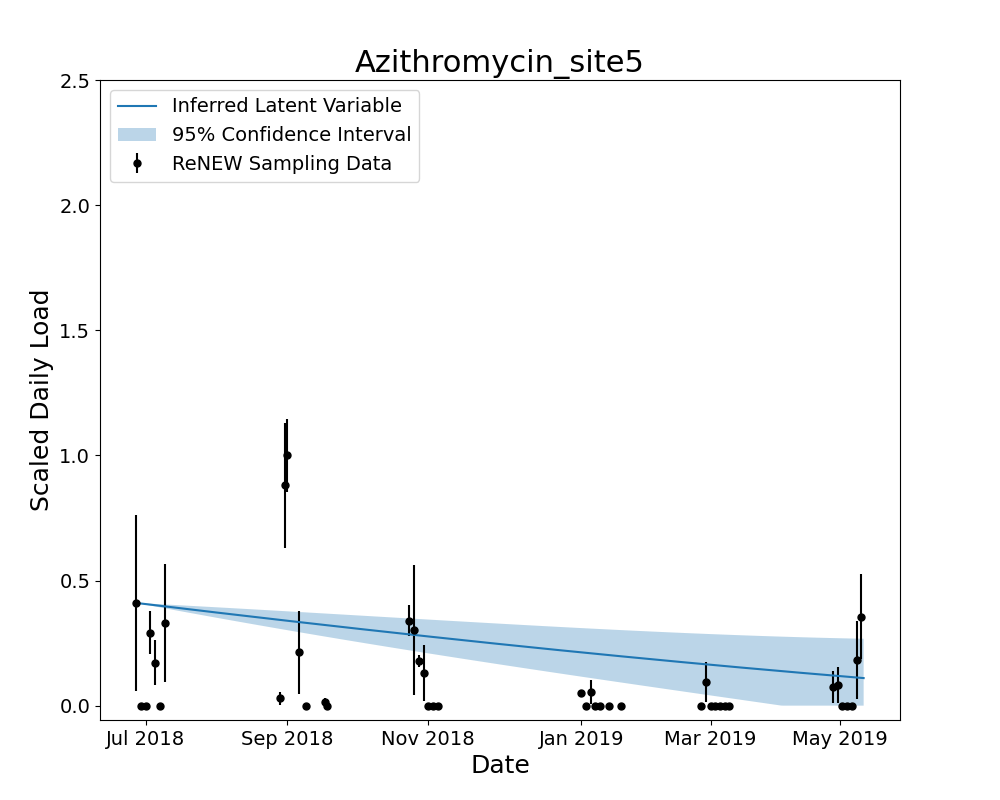 Azithromycin_site5
2.5
2.0
1.5
1.0
0.5
0.0
Scaled Daily Load
Inferred Latent Variable
95% Confidence Interval
ReNEW Sampling Data
Jul 2018
Sep 2018
Nov 2018
Jan 2019
Mar 2019
May 2019
Date